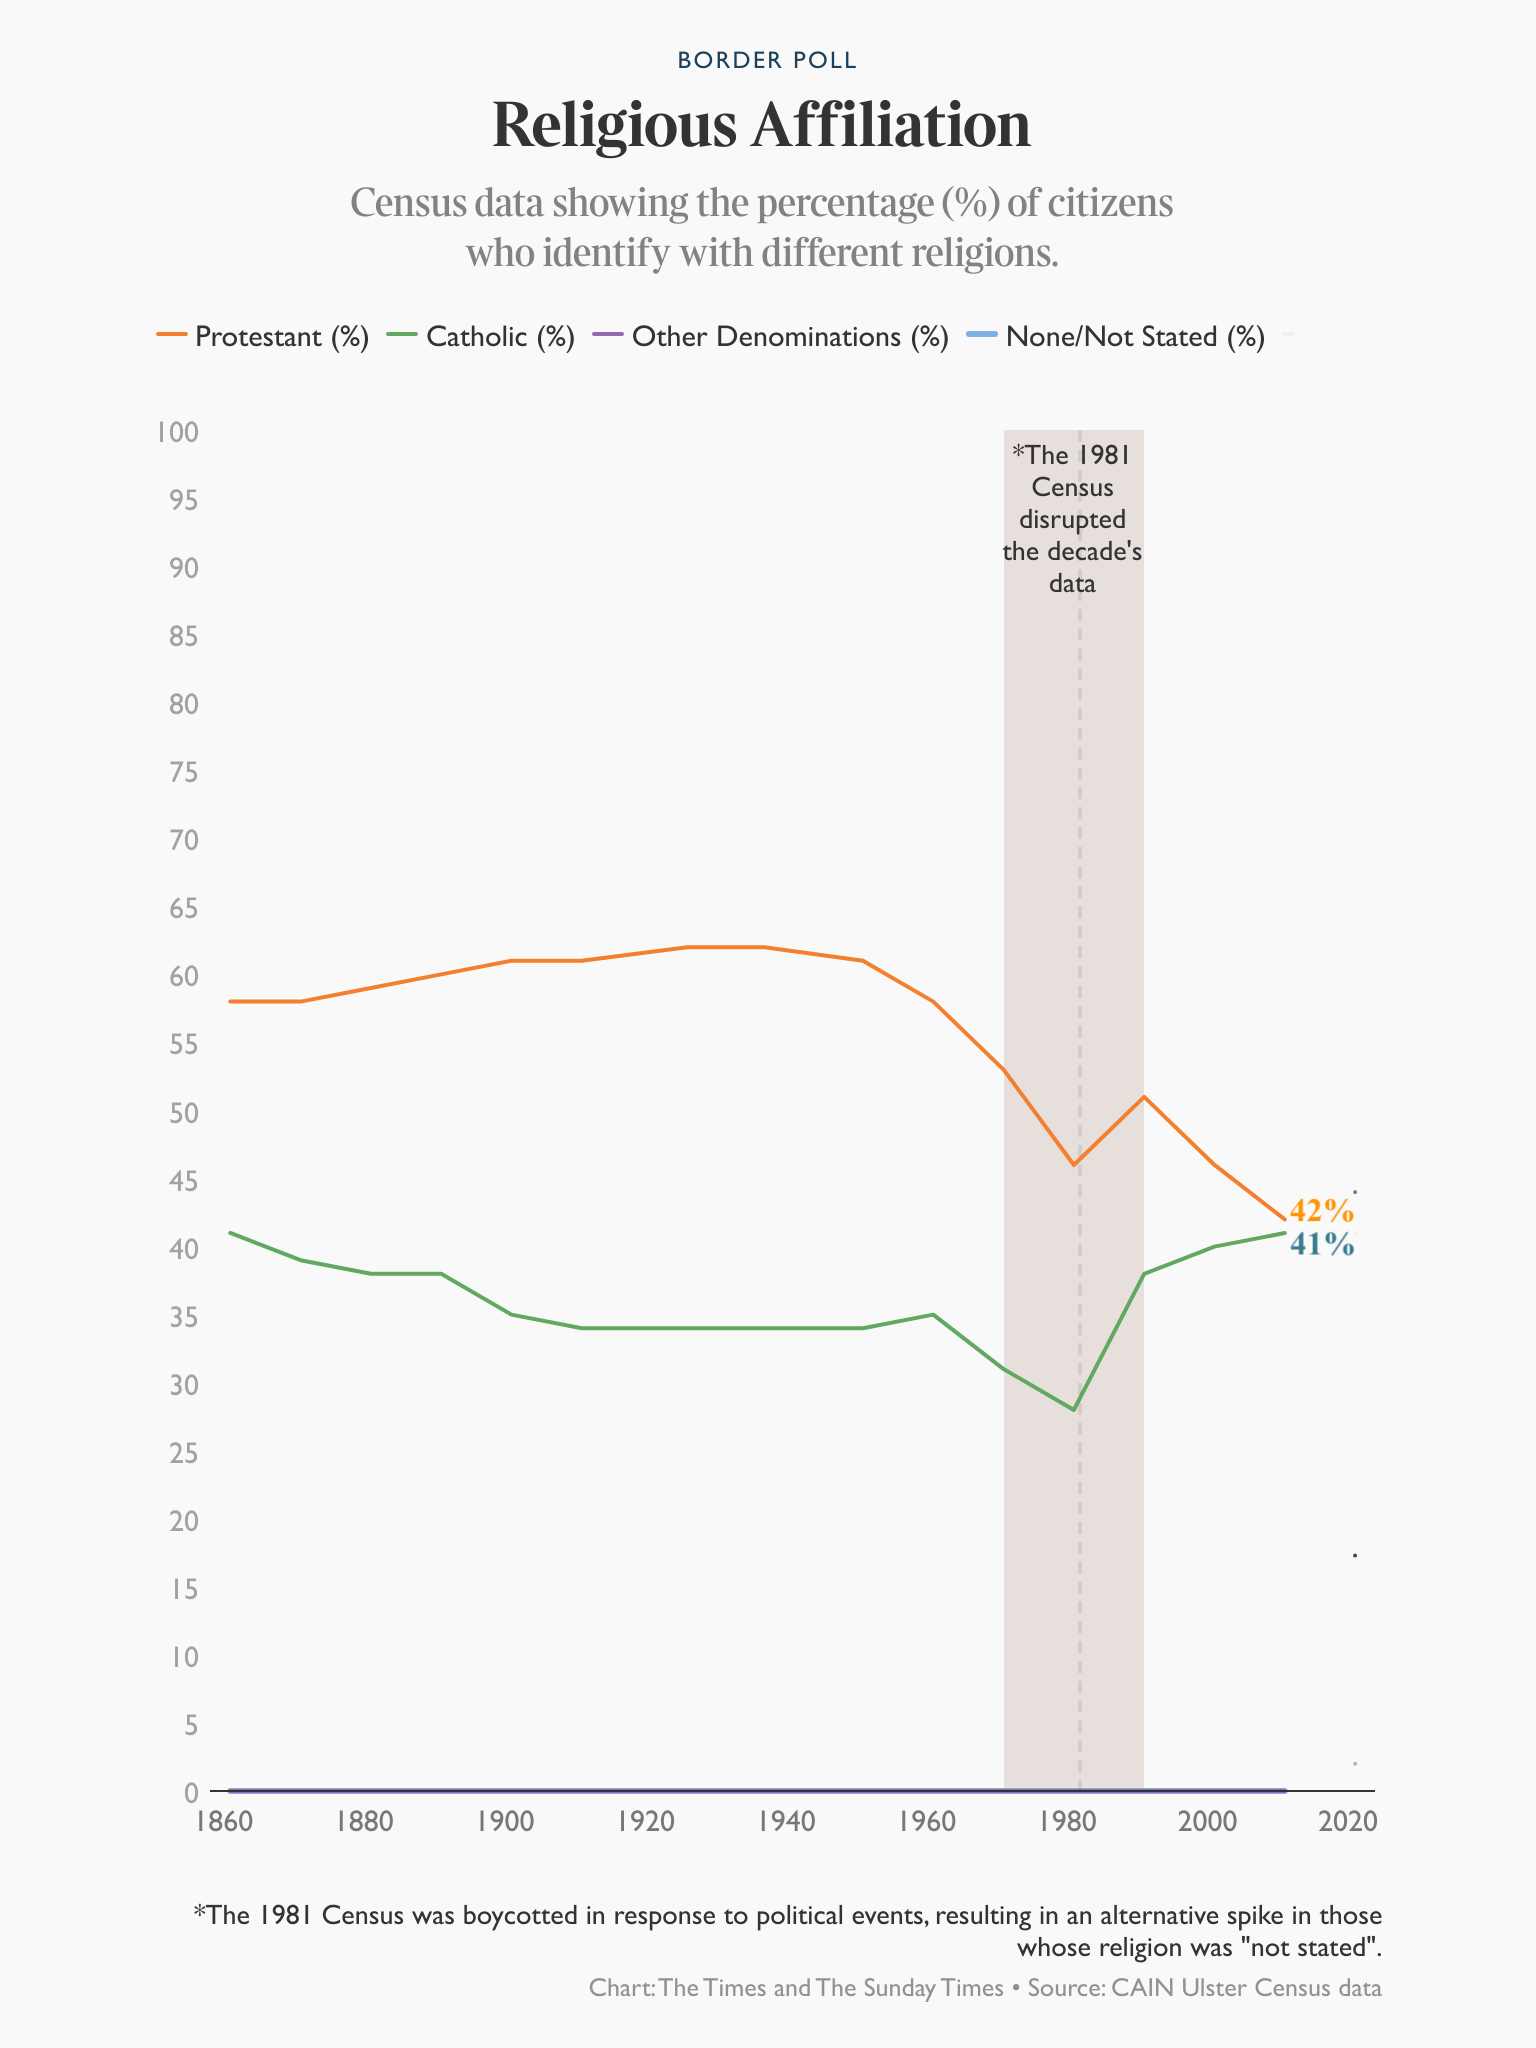 BORDER POLL
Religious Affiliation
Census data showing the percentage (%) of citizens
who identify with different religions.
Protestant (%) Catholic (%) Other Denominations (%) None/Not Stated (%)
100
*The 1981
Census
disrupted
the decade's
data
95
90
85
80
75
70
65
60
55
50
45
40
35
30
25
20
15
10
5
0
42%
41%
1860 1880 1900 1920 1940 1960 1980 2000 2020
*The 1981 Census was boycotted in response to political events, resulting in an alternative spike in those
whose religion was "not stated".
Chart: The Times and The Sunday Times • Source: CAIN Ulster Census data